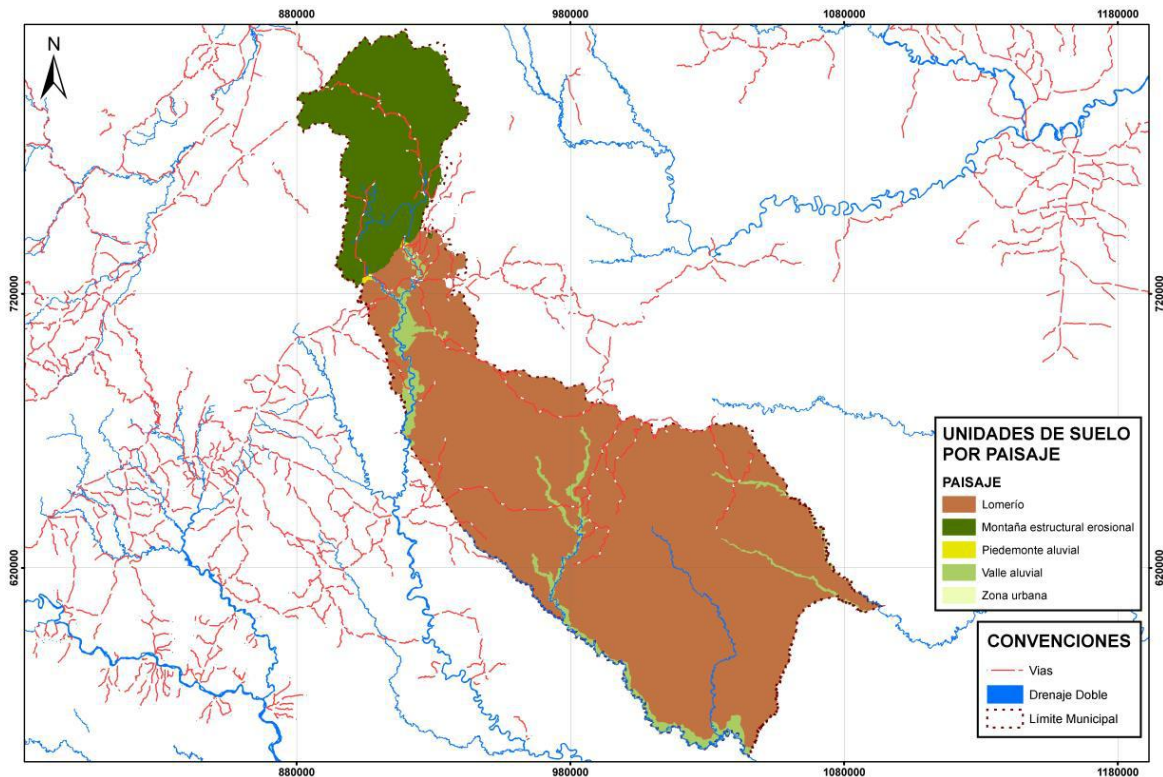 880000
980000
1080000
1180000
N
720000
720000
620000
620000
UNIDADES DE SUELO
POR PAISAJE
PAISAJE
Lomerío
Montaña estructural erosional
Piedemonte aluvial
Valle aluvial
Zona urbana
CONVENCIONES
Vias
Drenaje Doble
Limite Municipal
880000
980000
1080000
1180000